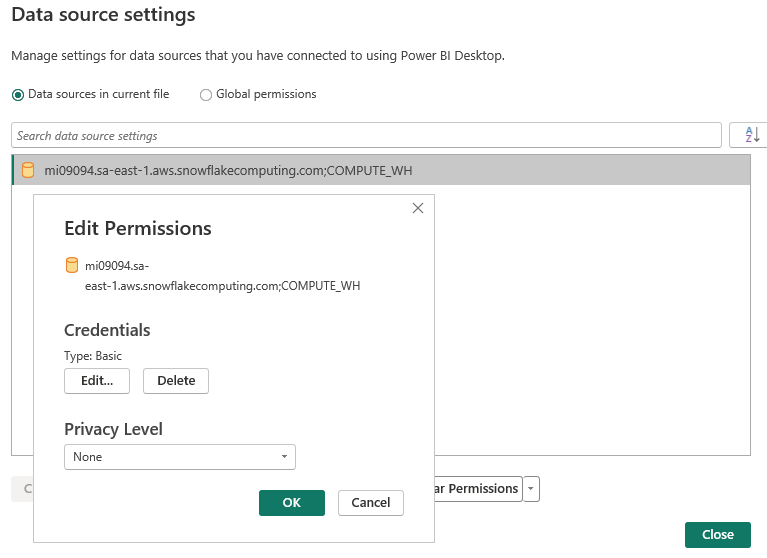 Data source settings
Manage settings for data sources that you have connected to using Power BI Desktop.
Data sources in current file
Global permissions
Search data source settings
A
Z
mi09094.sa-east-1.aws.snowflakecomputing.com;COMPUTE_WH
Edit Permissions
mi09094.sa-
east-1.aws.snowflakecomputing.com;COMPUTE_WH
Credentials
Type: Basic
Edit...
Delete
Privacy Level
None
OK
Cancel
C
ar Permissions
Close